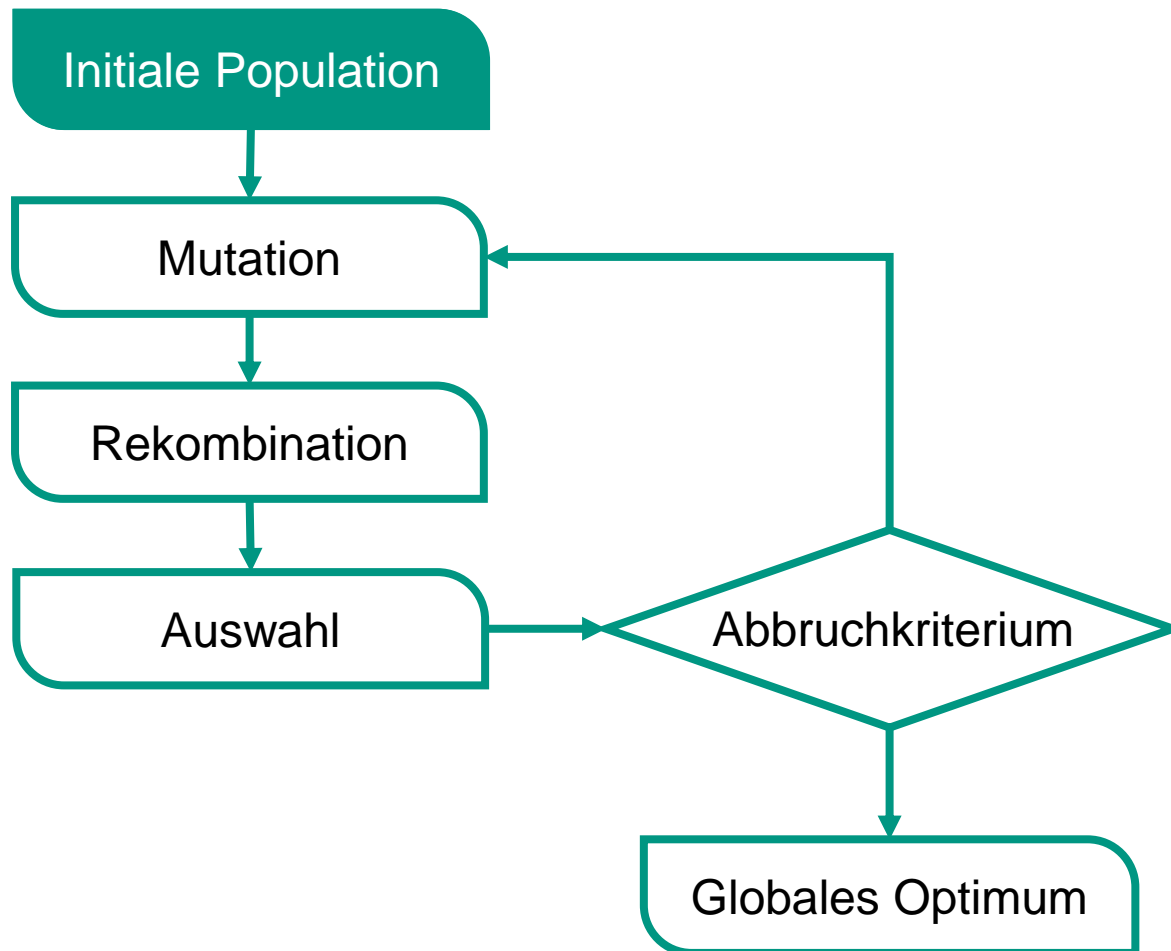 Initiale Population
Mutation
Rekombination
Auswahl
Abbruchkriterium
Globales Optimum